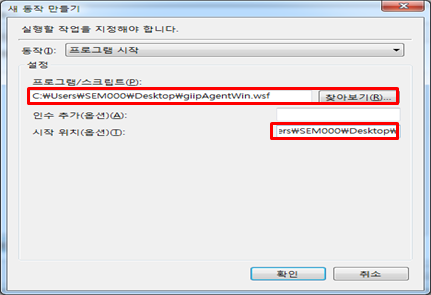 새 동작 만들기
실행할 작업을 지정해야 합니다.
동작(I): 프로그램 시작
설정
프로그램/스크립트(P):
C:₩Users₩SEM000₩Desktop₩giipAgentWin.wsf 찾아보기(R)...
인수 추가(옵션)(A):
시작 위치(옵션)(T): ers₩SEM000₩Desktop₩
확인 취소